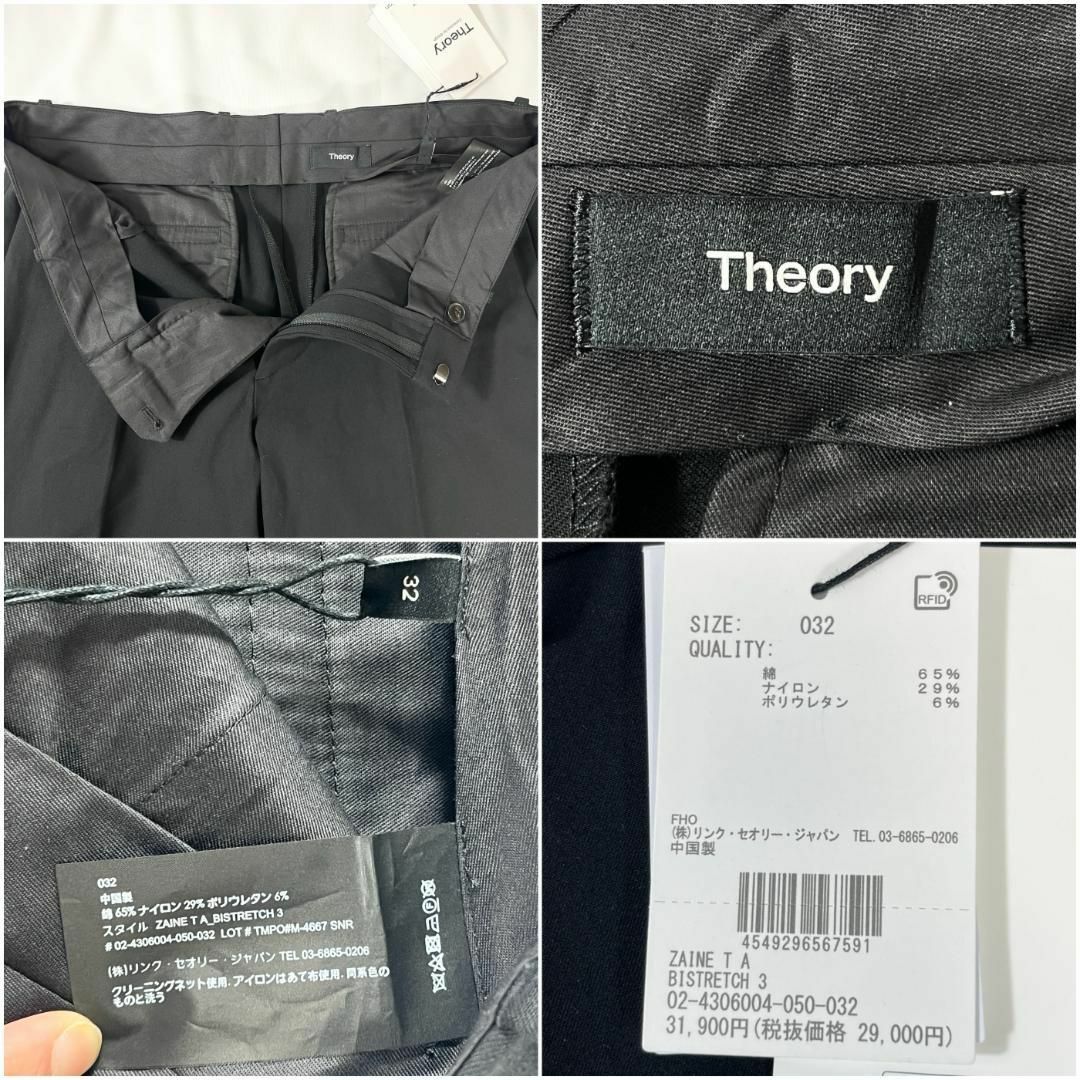 Theory
Theory
Theory
32
032
中国製
綿 65% ナイロン 29% ポリウレタン 6%
スタイル ZAINE T A_BISTRETCH 3
# 02-4306004-050-032 LOT # TMPO#M-4667 SNR
(株)リンク・セオリー・ジャパン TEL 03-6865-0206
クリーニングネット使用. アイロンはあて布使用. 同系色の
ものと洗う
RFID
SIZE: 032
QUALITY:
綿 65%
ナイロン 29%
ポリウレタン 6%
FHO
(株)リンク・セオリー・ジャパン TEL. 03-6865-0206
中国製
4549296567591
ZAINE T A
BISTRETCH 3
02-4306004-050-032
31,900円(税抜価格 29,000円)